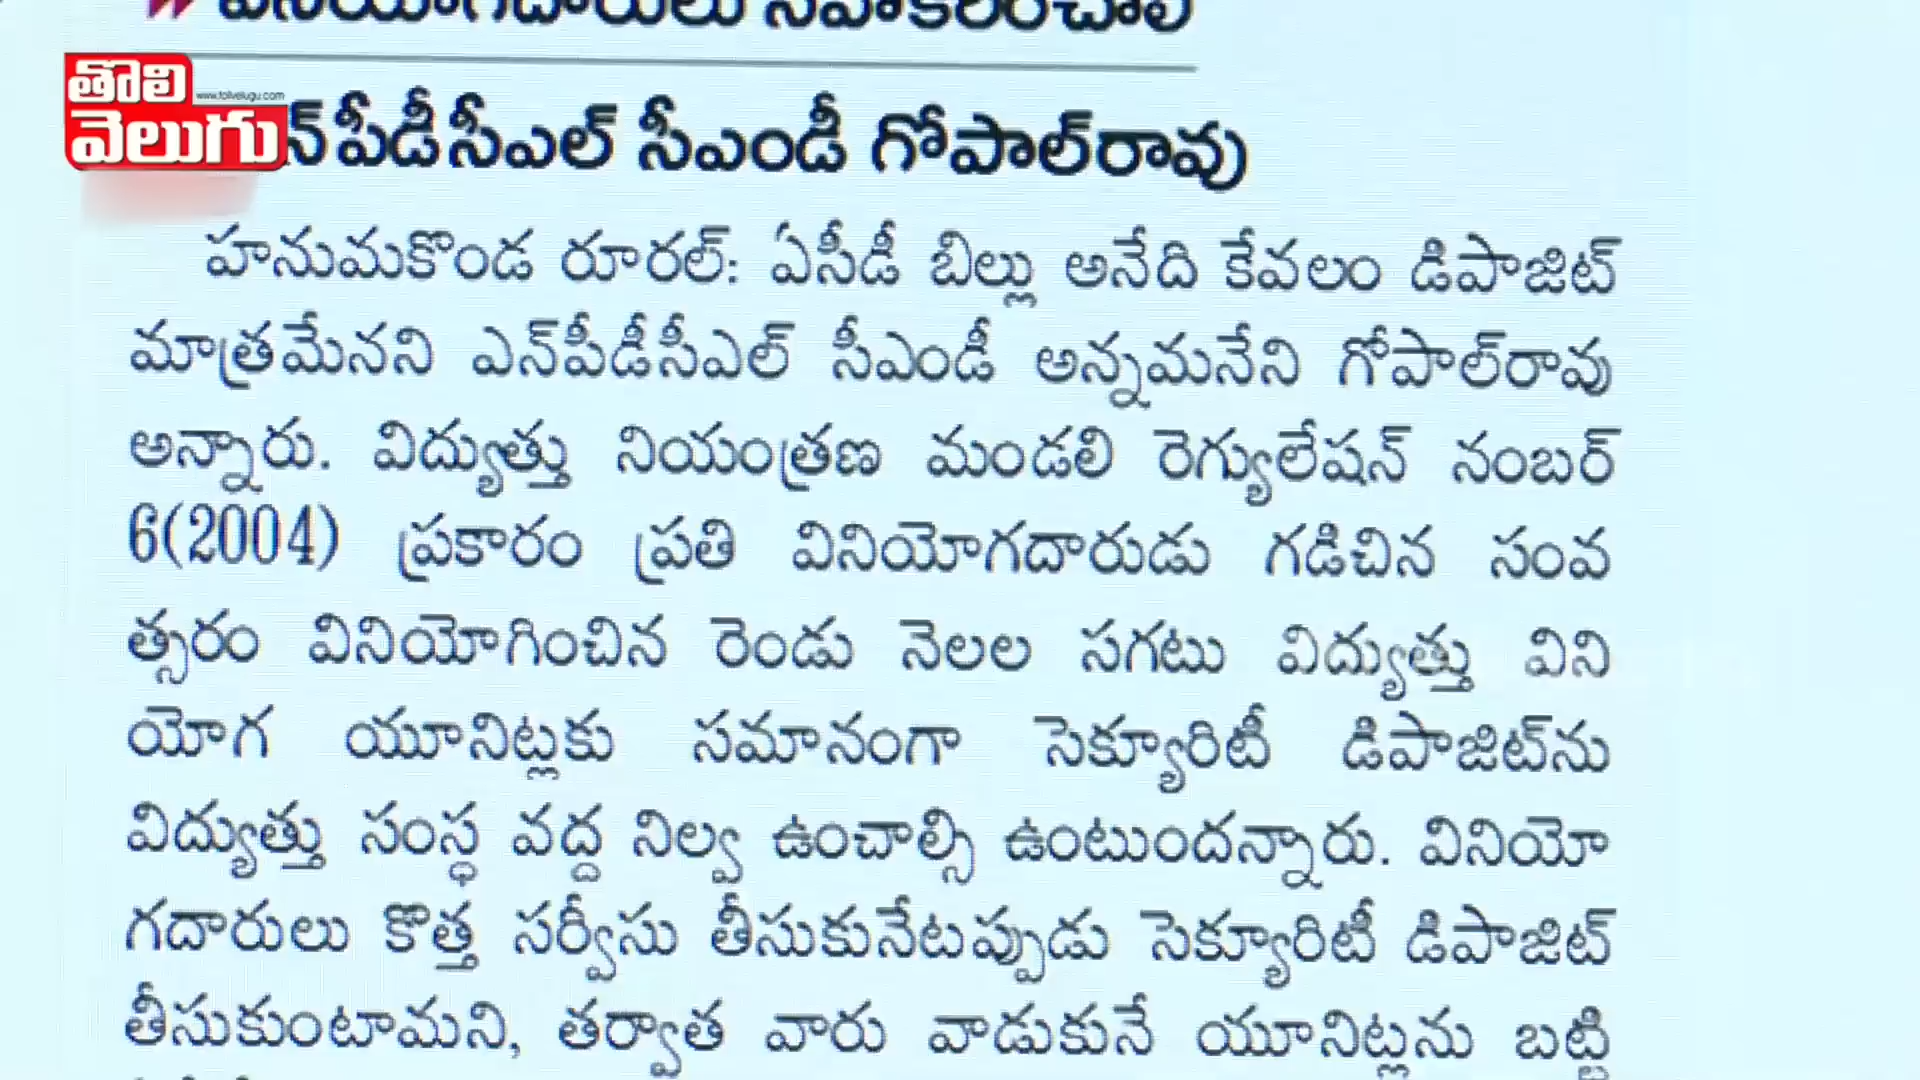 వినియోగదారులు సహకరించాలి
తొలి
www.tolivelugu.com
వెలుగు
న్‌పీడీసీఎల్ సీఎండీ గోపాల్‌రావు
హనుమకొండ రూరల్: ఏసీడీ బిల్లు అనేది కేవలం డిపాజిట్
మాత్రమేనని ఎన్‌పీడీసీఎల్ సీఎండీ అన్నమనేని గోపాల్‌రావు
అన్నారు. విద్యుత్తు నియంత్రణ మండలి రెగ్యులేషన్ నంబర్
6(2004) ప్రకారం ప్రతి వినియోగదారుడు గడిచిన సంవ
త్సరం వినియోగించిన రెండు నెలల సగటు విద్యుత్తు విని
యోగ యూనిట్లకు సమానంగా సెక్యూరిటీ డిపాజిట్‌ను
విద్యుత్తు సంస్థ వద్ద నిల్వ ఉంచాల్సి ఉంటుందన్నారు. వినియో
గదారులు కొత్త సర్వీసు తీసుకునేటప్పుడు సెక్యూరిటీ డిపాజిట్
తీసుకుంటామని, తర్వాత వారు వాడుకునే యూనిట్లను బట్టి